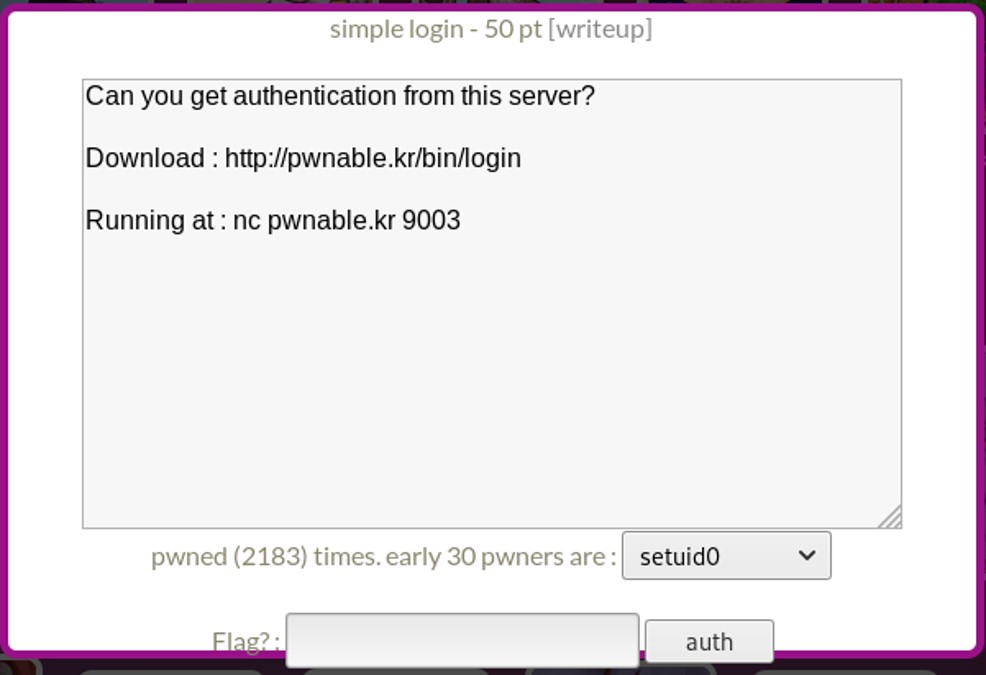 simple login - 50 pt [writeup]
Can you get authentication from this server?
Download : http://pwnable.kr/bin/login
Running at : nc pwnable.kr 9003
pwned (2183) times. early 30 pwners are : setuid0
Flag? : auth